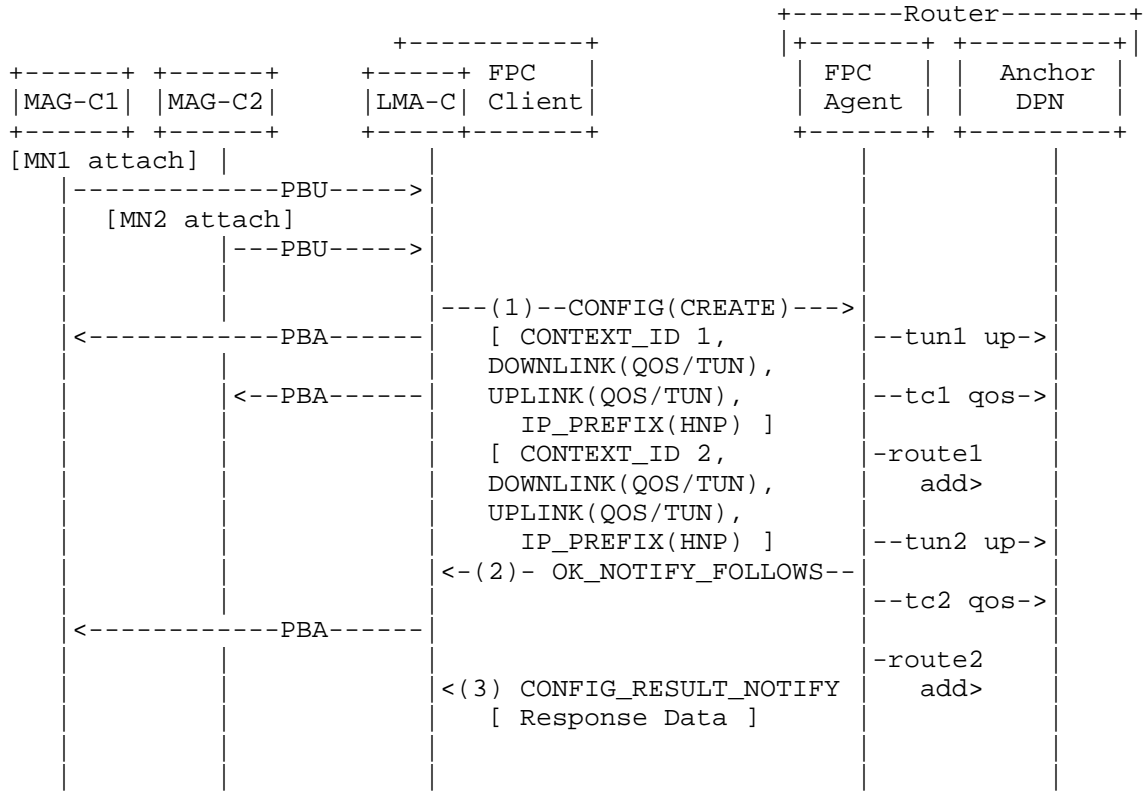 Router
FPC FPC Anchor
MAG-C1 MAG-C2 LMA-C Client Agent DPN
[MN1 attach]
PBU
[MN2 attach]
PBU
(1)--CONFIG(CREATE)
PBA [ CONTEXT_ID 1, tun1 up
DOWNLINK(QOS/TUN),
PBA UPLINK(QOS/TUN), tc1 qos
IP_PREFIX(HNP) ]
[ CONTEXT_ID 2, route1
DOWNLINK(QOS/TUN), add>
UPLINK(QOS/TUN),
IP_PREFIX(HNP) ] tun2 up
(2)- OK_NOTIFY_FOLLOWS
tc2 qos
PBA
route2
(3) CONFIG_RESULT_NOTIFY add>
[ Response Data ]